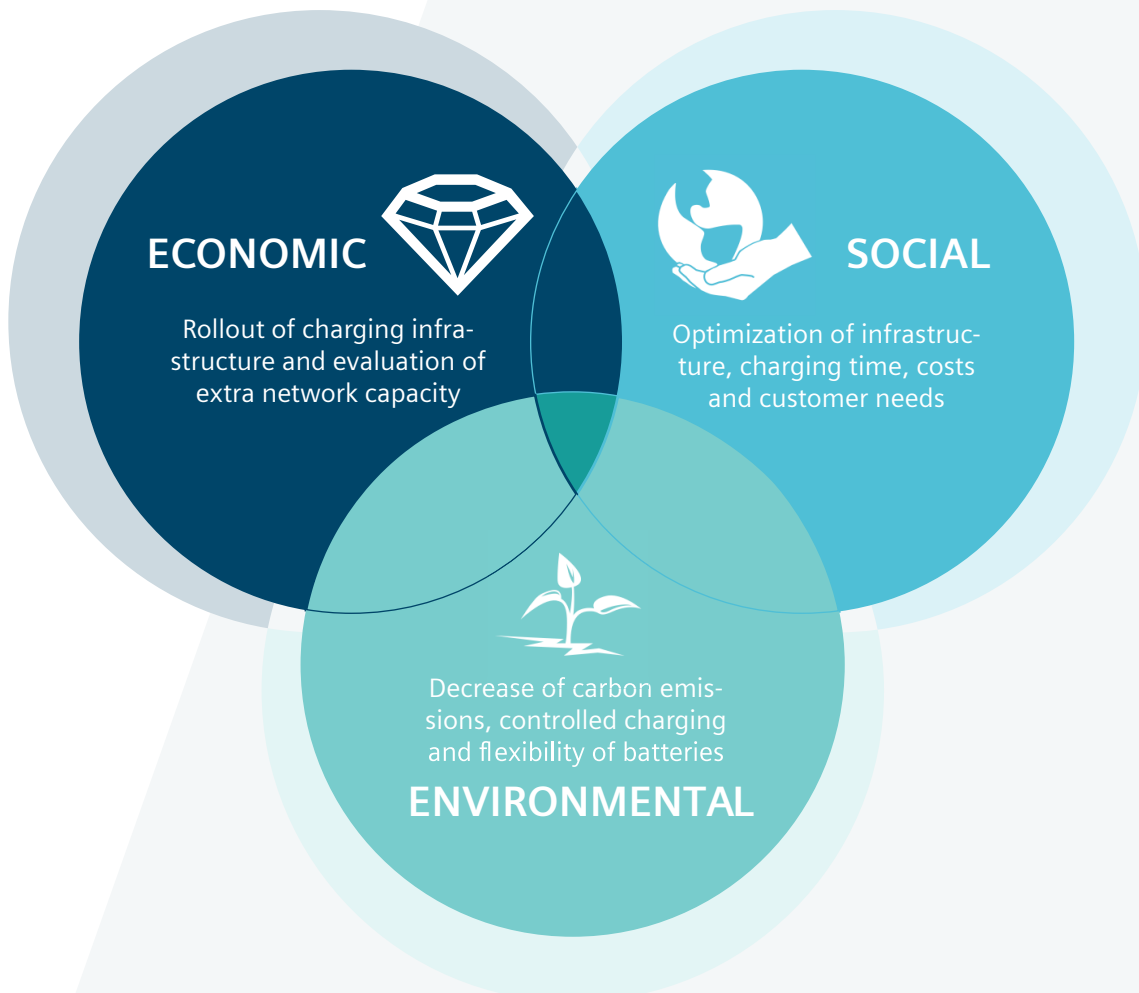 ECONOMIC
Rollout of charging infra-
structure and evaluation of
extra network capacity
SOCIAL
Optimization of infrastruc-
ture, charging time, costs
and customer needs
Decrease of carbon emis-
sions, controlled charging
and flexibility of batteries
ENVIRONMENTAL